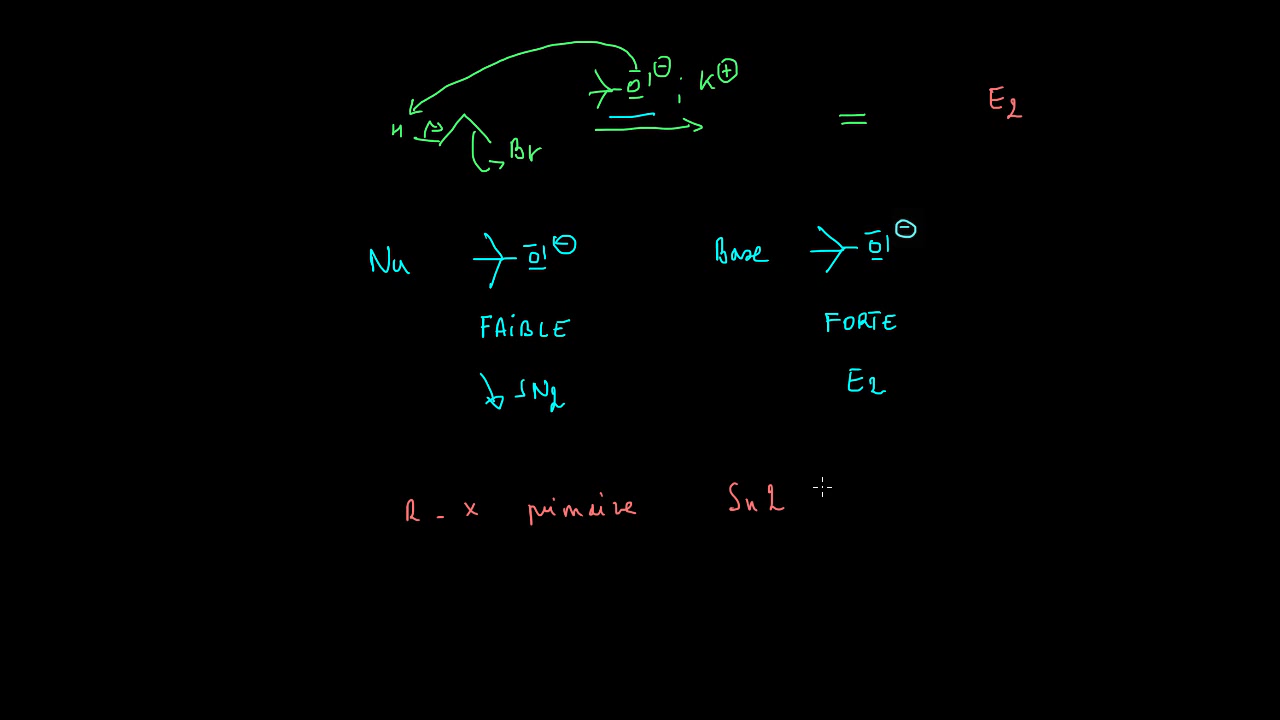 O ⊖ ; K ⊕
E2
H
Br
=
Nu O ⊖ Base O ⊖
FAiBLE FORTE
↓ SN2 E2
R - X primaire Sn2